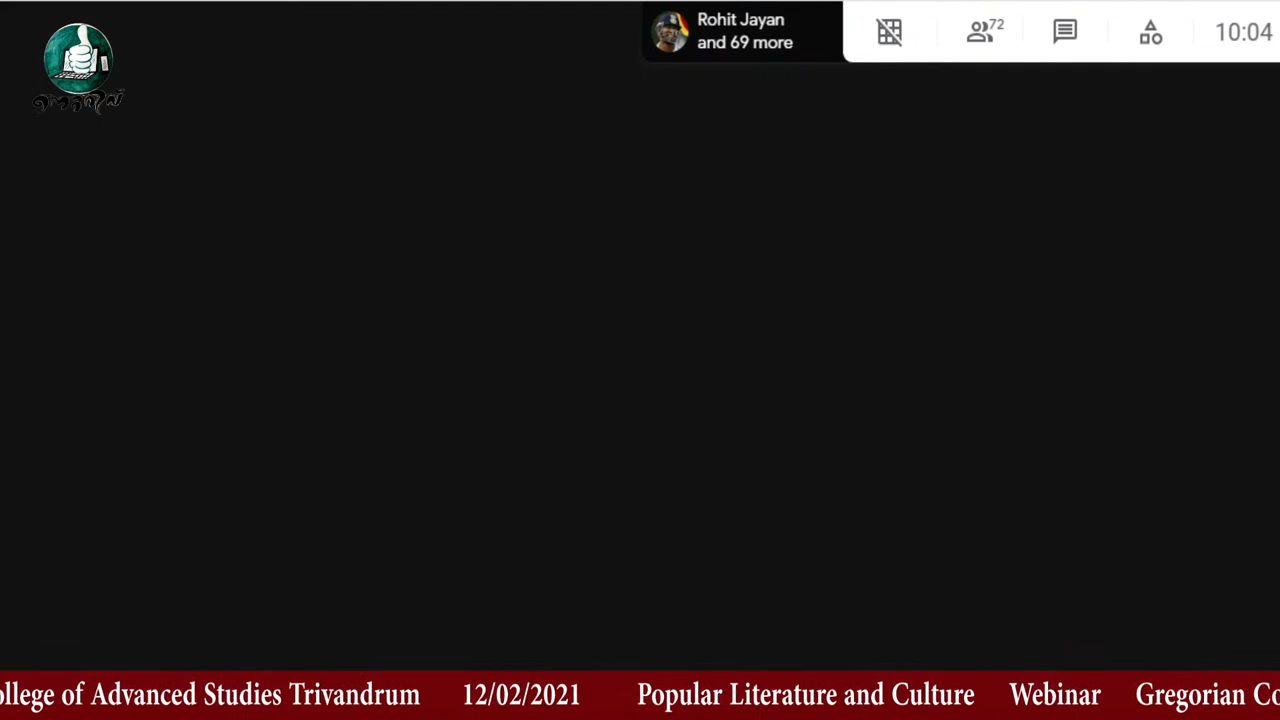 Rohit Jayan
and 69 more
72
10:04
ollege of Advanced Studies Trivandrum 12/02/2021 Popular Literature and Culture Webinar Gregorian Co